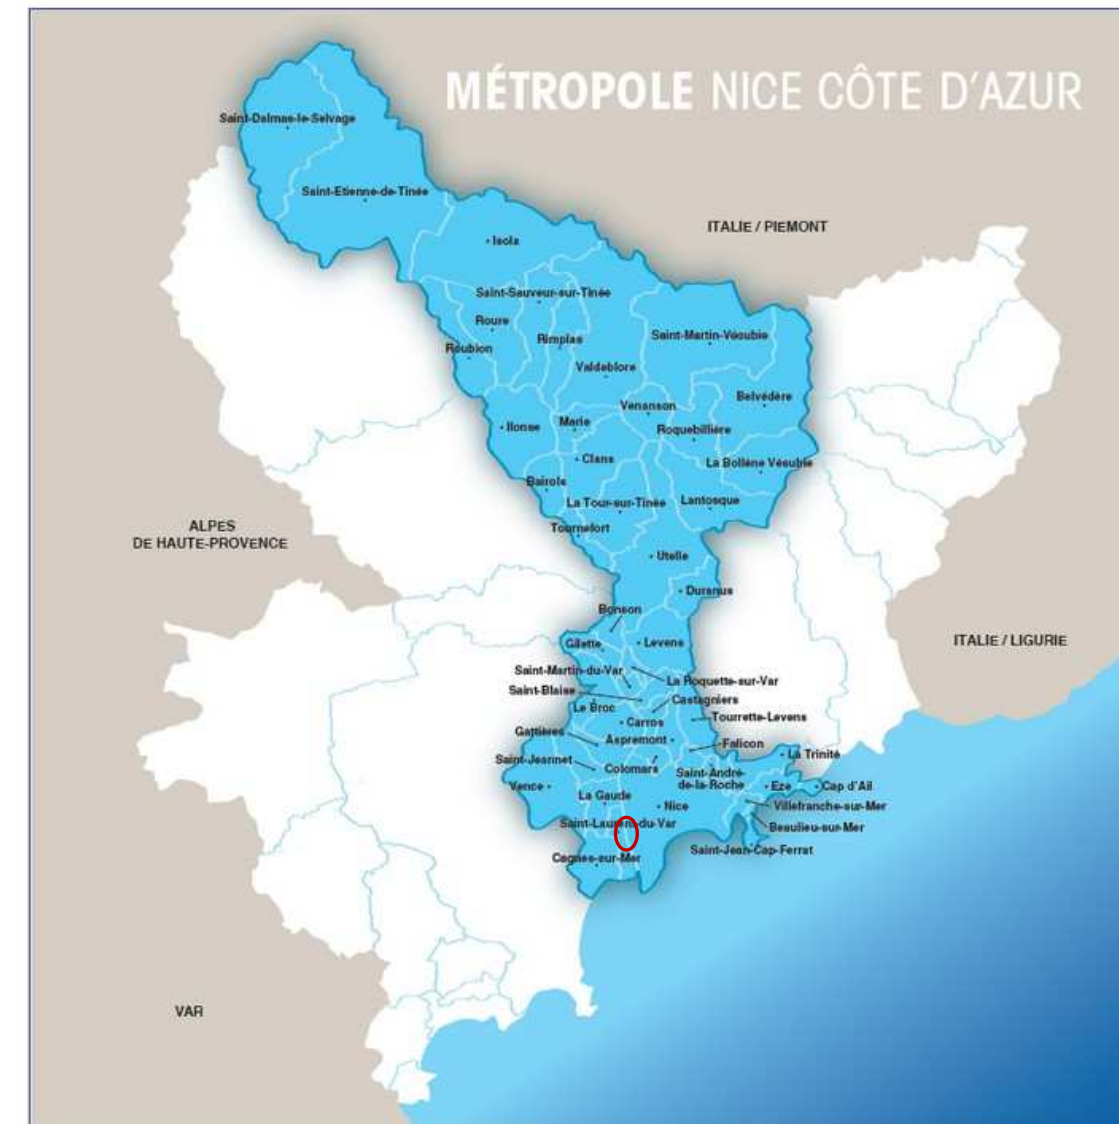 MÉTROPOLE NICE CÔTE D'AZUR
Saint-Dalmas-le-Selvage
Saint-Etienne-de-Tinée
ITALIE / PIEMONT
Isola
Saint-Sauveur-sur-Tinée
Roure
Rimplas
Saint-Martin-Vésubie
Roubion
Valdeblore
Belvédère
Venanson
Ilonse
Marie
Roquebillière
Clans
La Bollène Vésubie
Bairols
La Tour-sur-Tinée
Lantosque
ALPES
DE HAUTE-PROVENCE
Tournefort
Utelle
Duranus
Bonson
Gilette
Levens
ITALIE / LIGURIE
Saint-Martin-du-Var
La Roquette-sur-Var
Saint-Blaise
Castagniers
Le Broc
Tourrette-Levens
Carros
Gattières
Aspremont
Falicon
La Trinité
Saint-Jeannet
Colomars
Saint-André-
de-la-Roche
Vence
Eze
Cap d'Ail
La Gaude
Nice
Villefranche-sur-Mer
Saint-Laurent-du-Var
Beaulieu-sur-Mer
Saint-Jean-Cap-Ferrat
Cagnes-sur-Mer
VAR